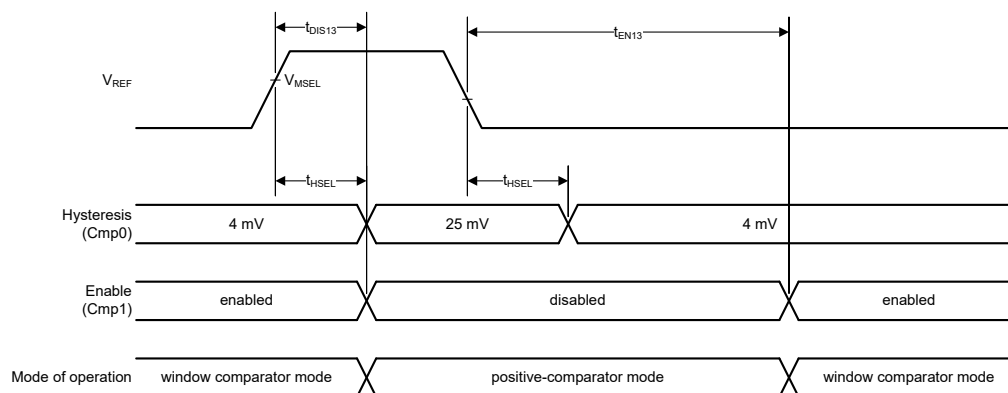 tDIS13
tEN13
VREF
VMSEL
tHSEL
tHSEL
Hysteresis
(Cmp0)
4 mV
25 mV
4 mV
Enable
(Cmp1)
enabled
disabled
enabled
Mode of operation
window comparator mode
positive-comparator mode
window comparator mode